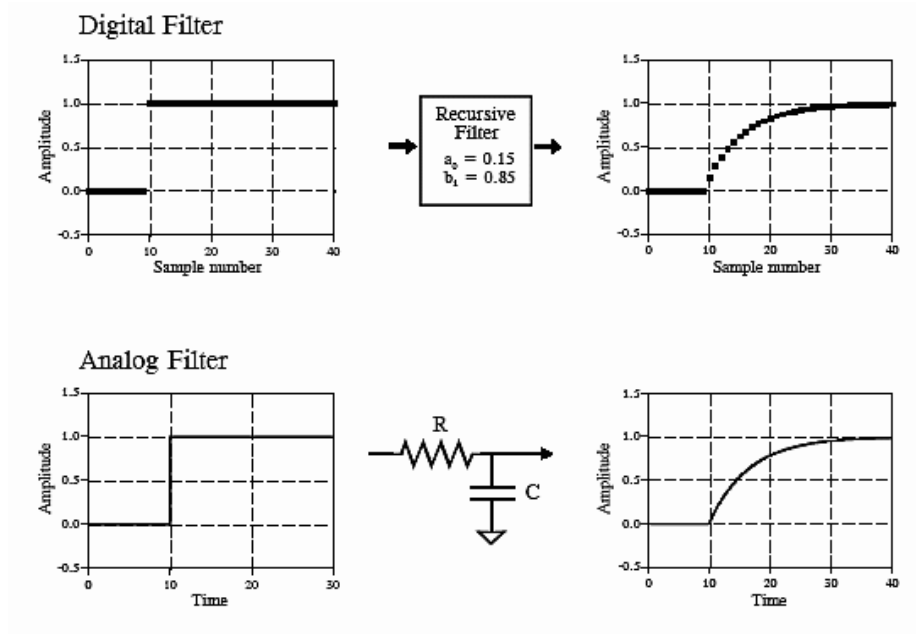 Digital Filter
1.5
1.0
0.5
0.0
-0.5
Amplitude
0 10 20 30 40
Sample number
Recursive
Filter
a₀ = 0.15
b₁ = 0.85
1.5
1.0
0.5
0.0
-0.5
Amplitude
0 10 20 30 40
Sample number
Analog Filter
1.5
1.0
0.5
0.0
-0.5
Amplitude
0 10 20 30
Time
R
C
1.5
1.0
0.5
0.0
-0.5
Amplitude
0 10 20 30 40
Time